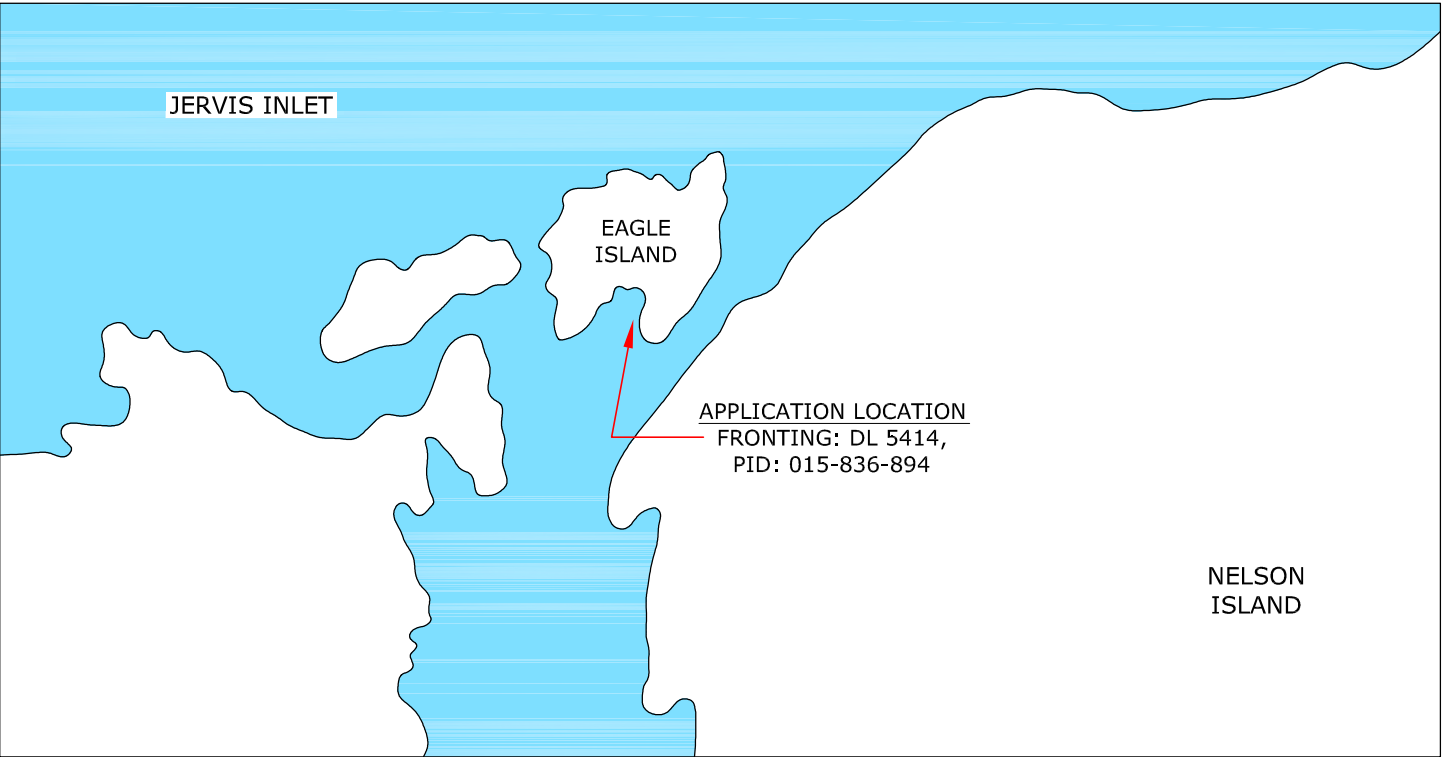 JERVIS INLET
EAGLE
ISLAND
APPLICATION LOCATION
FRONTING: DL 5414,
PID: 015-836-894
NELSON
ISLAND